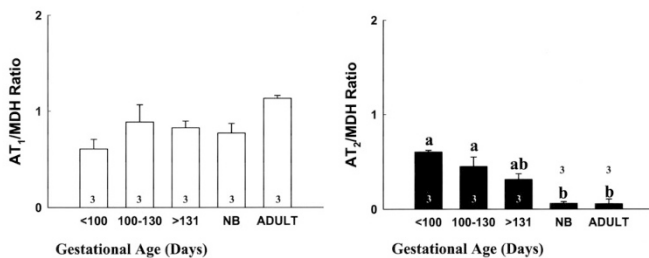 AT1/MDH Ratio
2
1
0
3 3 3 3 3
<100 100-130 >131 NB ADULT
Gestational Age (Days)
AT2/MDH Ratio
2
1
0
a a ab b b
3 3 3 3 3
<100 100-130 >131 NB ADULT
Gestational Age (Days)